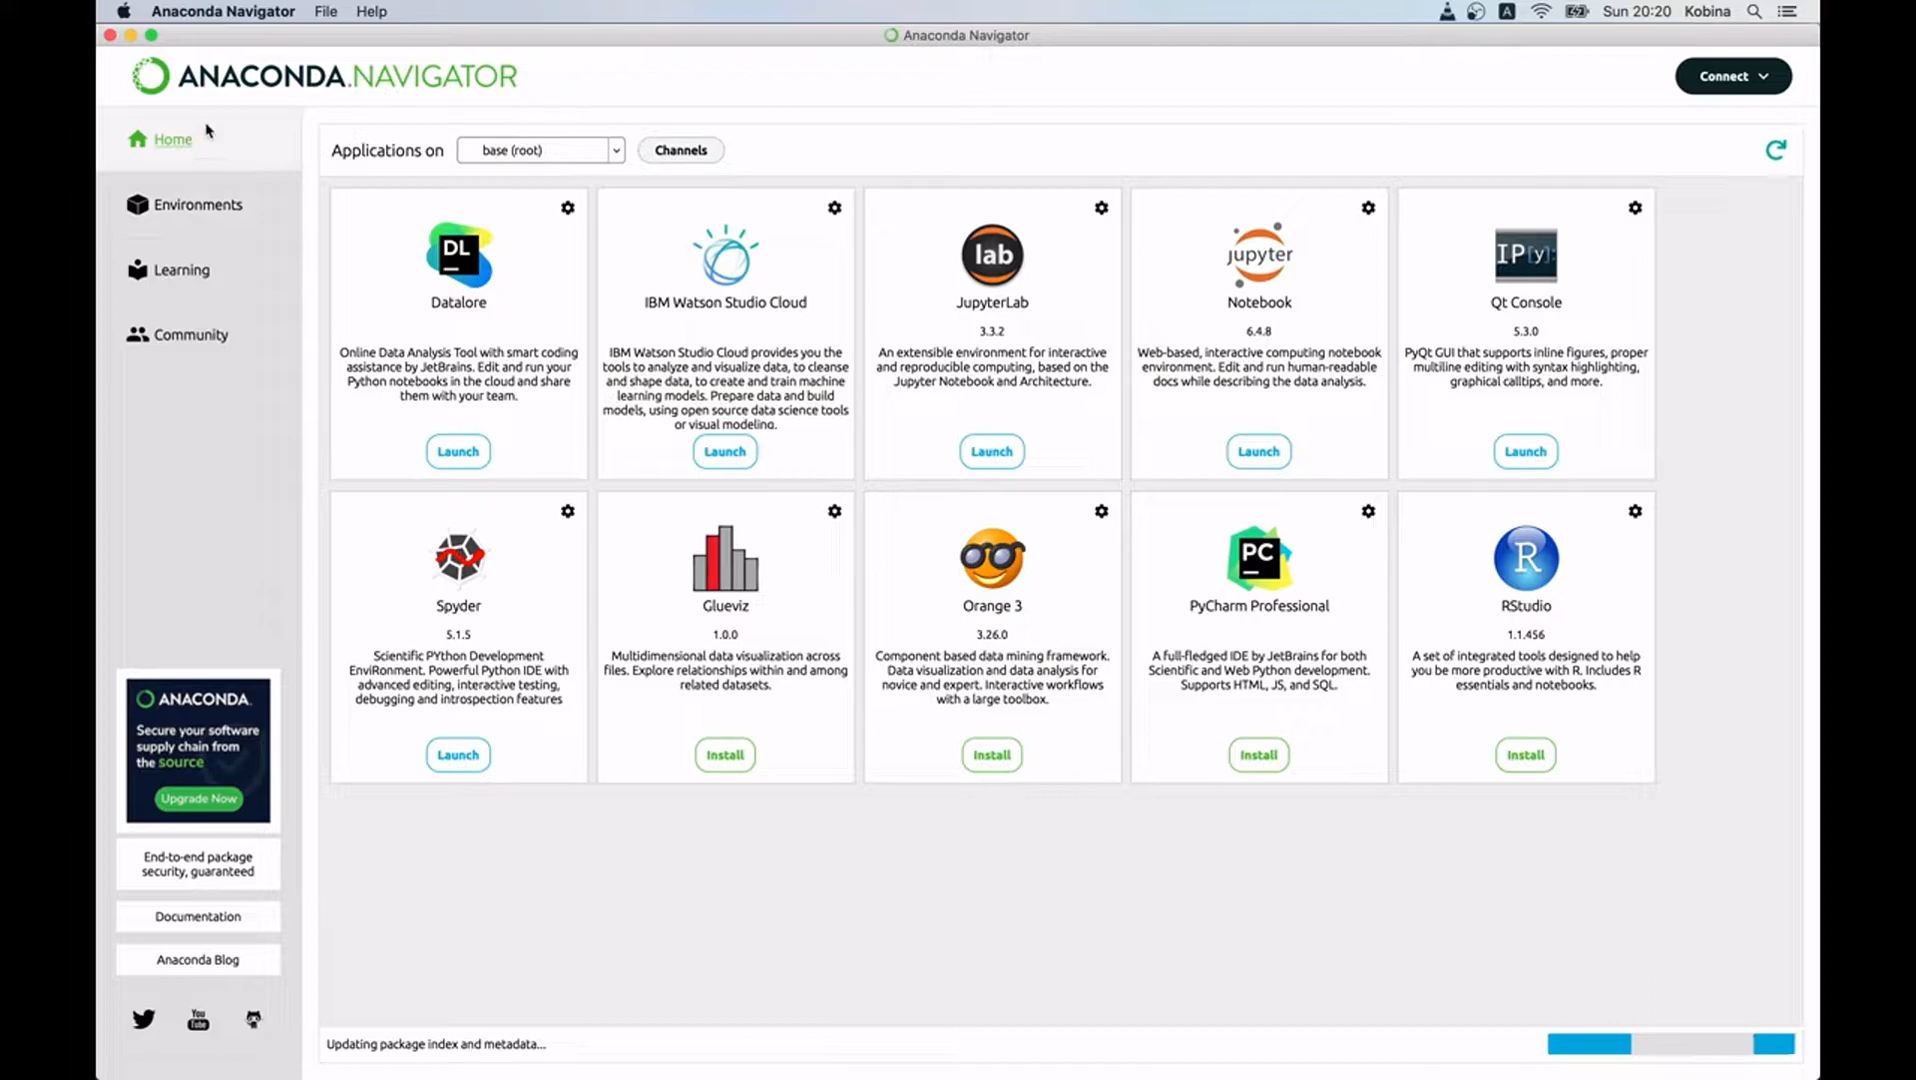 Anaconda Navigator File Help
A Sun 20:20 Kobina
Anaconda Navigator
ANACONDA.NAVIGATOR
Connect
Home
Environments
Learning
Community
Applications on base (root) Channels
DL
Datalore
Online Data Analysis Tool with smart coding
assistance by JetBrains. Edit and run your
Python notebooks in the cloud and share
them with your team.
Launch
IBM Watson Studio Cloud
IBM Watson Studio Cloud provides you the
tools to analyze and visualize data, to cleanse
and shape data, to create and train machine
learning models. Prepare data and build
models, using open source data science tools
or visual modeling.
Launch
lab
JupyterLab
3.3.2
An extensible environment for interactive
and reproducible computing, based on the
Jupyter Notebook and Architecture.
Launch
jupyter
Notebook
6.4.8
Web-based, interactive computing notebook
environment. Edit and run human-readable
docs while describing the data analysis.
Launch
IP[y]:
Qt Console
5.3.0
PyQt GUI that supports inline figures, proper
multiline editing with syntax highlighting,
graphical calltips, and more.
Launch
Spyder
5.1.5
Scientific PYthon Development
EnviRonment. Powerful Python IDE with
advanced editing, interactive testing,
debugging and introspection features
Launch
Glueviz
1.0.0
Multidimensional data visualization across
files. Explore relationships within and among
related datasets.
Install
Orange 3
3.26.0
Component based data mining framework.
Data visualization and data analysis for
novice and expert. Interactive workflows
with a large toolbox.
Install
PC
PyCharm Professional
A full-fledged IDE by JetBrains for both
Scientific and Web Python development.
Supports HTML, JS, and SQL.
Install
R
RStudio
1.1.456
A set of integrated tools designed to help
you be more productive with R. Includes R
essentials and notebooks.
Install
ANACONDA.
Secure your software
supply chain from
the source
Upgrade Now
End-to-end package
security, guaranteed
Documentation
Anaconda Blog
You
Tube
Updating package index and metadata...